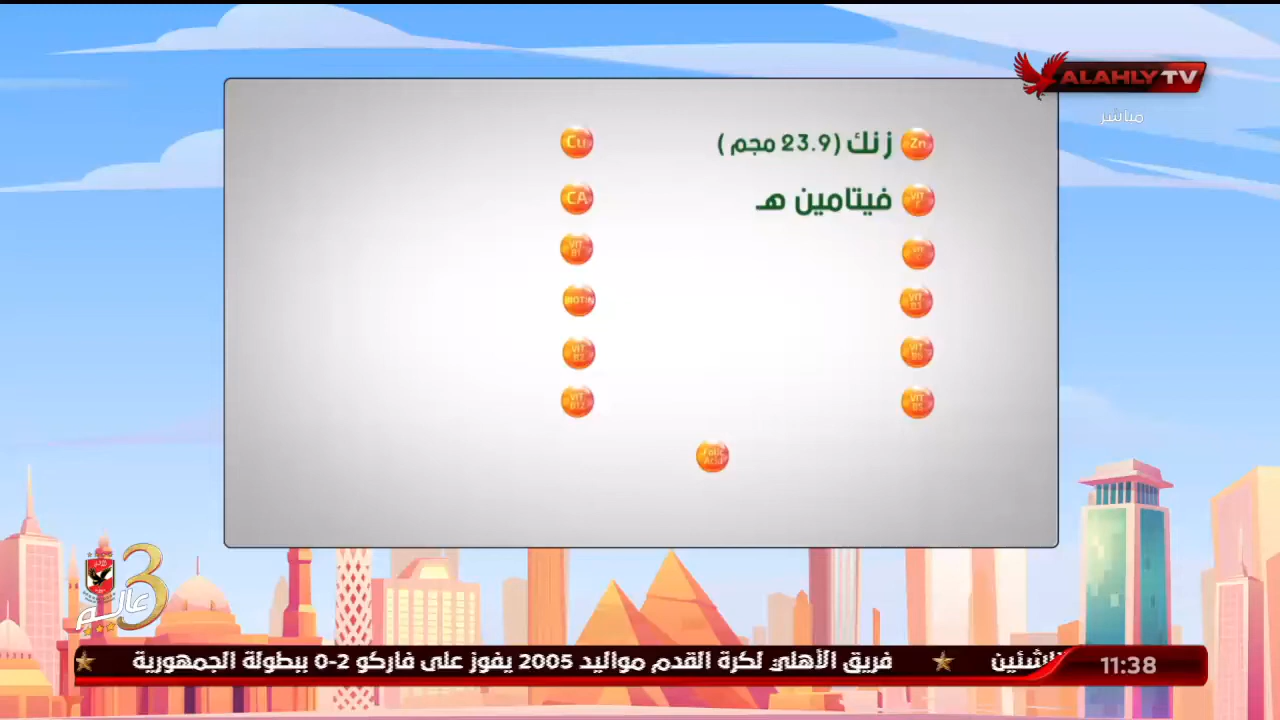 ALAHLY TV
مباشر
Zn زنك (23.9 مجم )
Cu
VIT E فيتامين هـ
CA
VIT C
VIT B1
VIT B3
BIOTIN
VIT B6
VIT B2
VIT B5
VIT B12
Folic Acid
3 عالم
ناشئين ★ فريق الأهلي لكرة القدم مواليد 2005 يفوز على فاركو 2-0 ببطولة الجمهورية ★
11:38